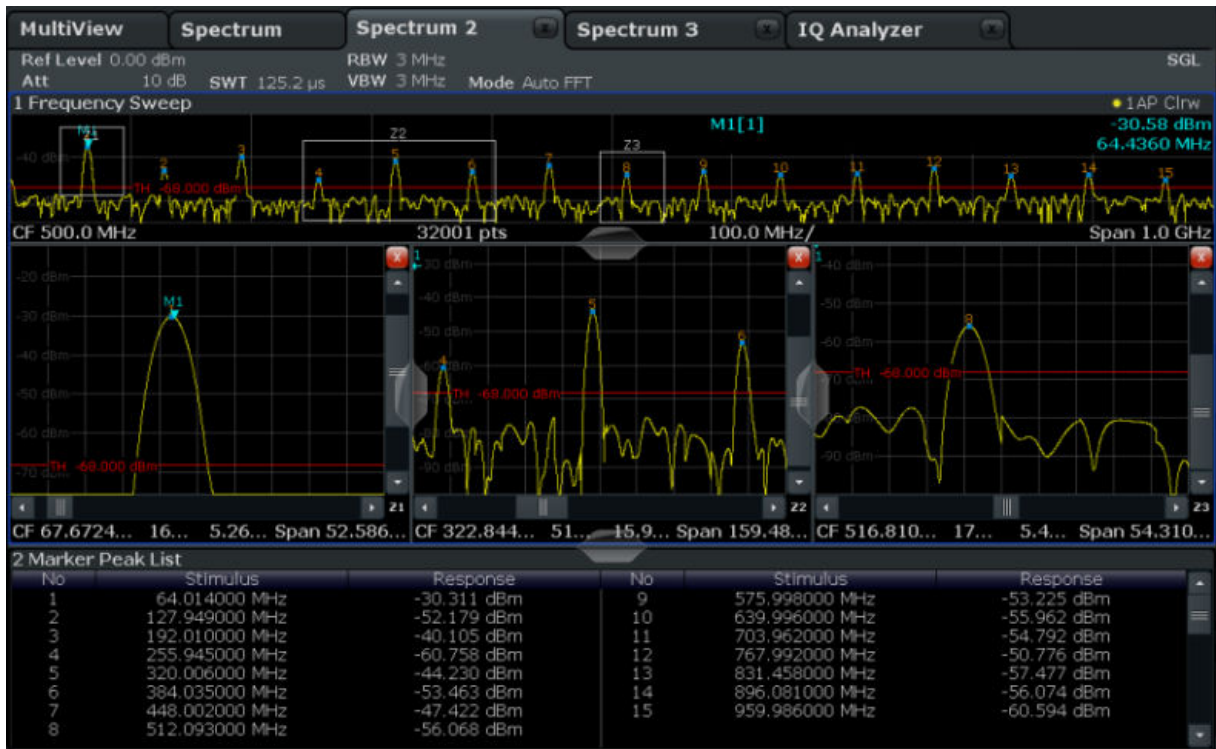 MultiView Spectrum Spectrum 2 Spectrum 3 IQ Analyzer
Ref Level 0.00 dBm RBW 3 MHz SGL
Att 10 dB SWT 125.2 µs VBW 3 MHz Mode Auto FFT
1 Frequency Sweep 1AP Clrw
M1[1] -30.58 dBm
64.4360 MHz
M1 Z1 Z2 Z3
-40 dBm
1 2 3 4 5 6 7 8 9 10 11 12 13 14 15
TH -68.000 dBm
CF 500.0 MHz 32001 pts 100.0 MHz/ Span 1.0 GHz
-20 dBm
M1
-30 dBm
-40 dBm
-50 dBm
-60 dBm
TH -68.000 dBm
-70 dBm
Z1
CF 67.6724... 16... 5.26... Span 52.586...
1
-30 dBm
-40 dBm
5
-50 dBm
6
4
-60 dBm
TH -68.000 dBm
-90 dBm
Z2
CF 322.844... 51... 15.9... Span 159.48...
1
-40 dBm
-50 dBm
8
-60 dBm
TH -68.000 dBm
-70 dBm
-90 dBm
Z3
CF 516.810... 17... 5.4... Span 54.310...
2 Marker Peak List
No Stimulus Response No Stimulus Response
1 64.014000 MHz -30.311 dBm 9 575.998000 MHz -53.225 dBm
2 127.949000 MHz -52.179 dBm 10 639.996000 MHz -55.962 dBm
3 192.010000 MHz -40.105 dBm 11 703.962000 MHz -54.792 dBm
4 255.945000 MHz -60.758 dBm 12 767.992000 MHz -50.776 dBm
5 320.006000 MHz -44.230 dBm 13 831.458000 MHz -57.477 dBm
6 384.035000 MHz -53.463 dBm 14 896.081000 MHz -56.074 dBm
7 448.002000 MHz -47.422 dBm 15 959.986000 MHz -60.594 dBm
8 512.093000 MHz -56.068 dBm